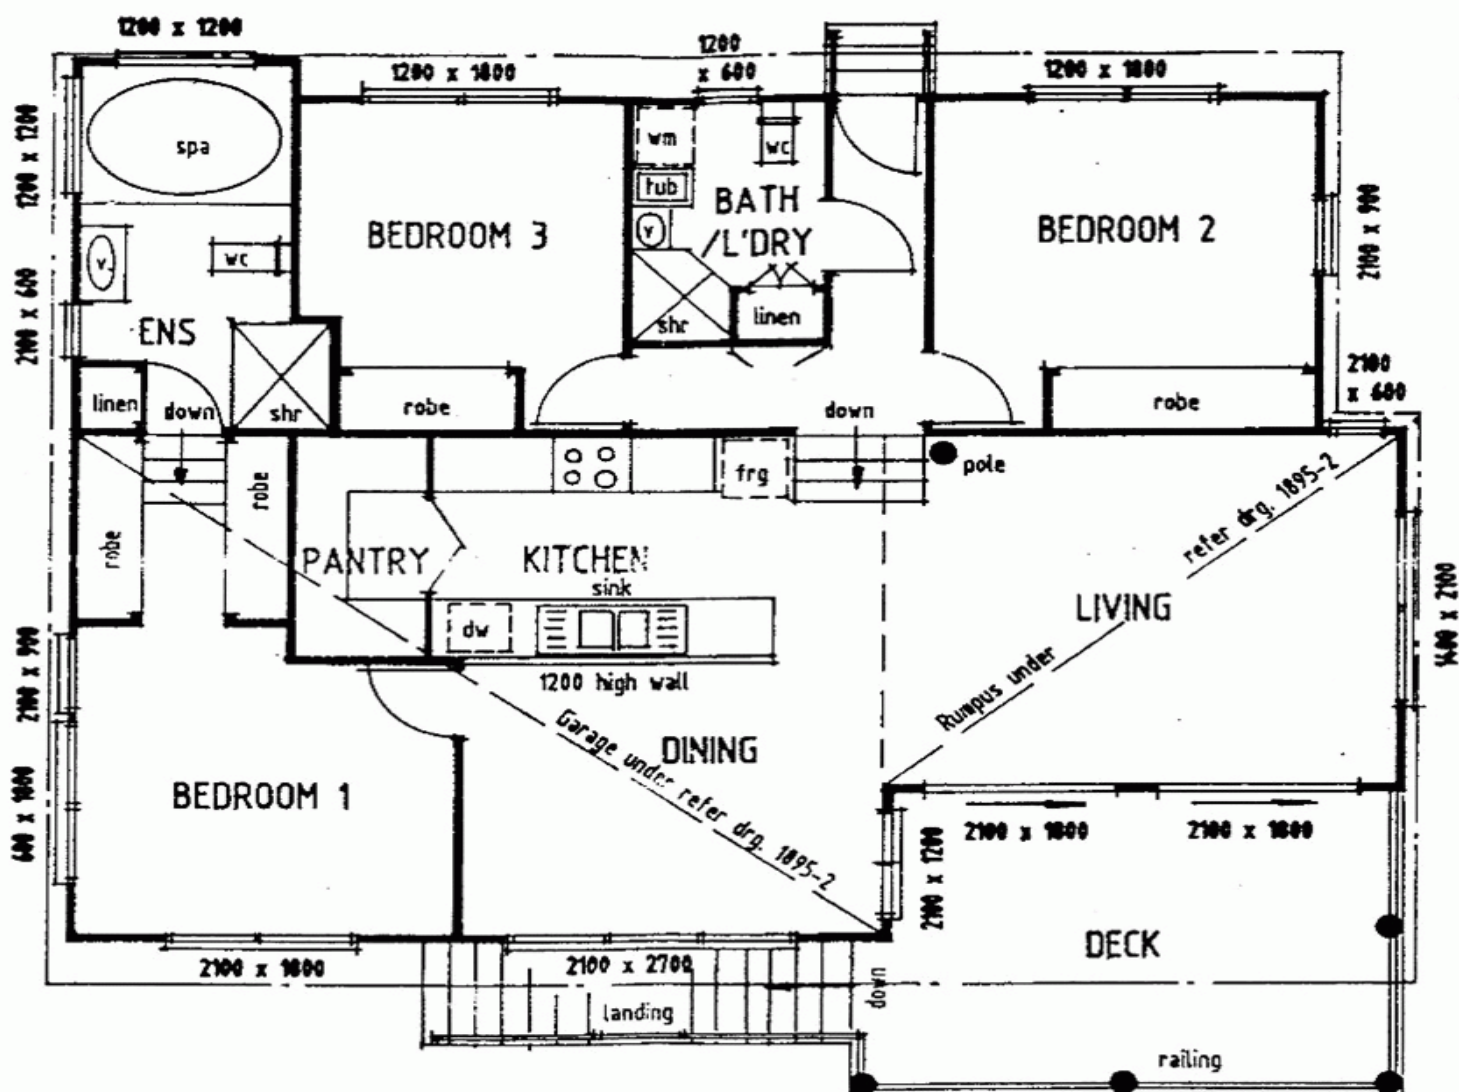 1200 x 1200
1200
x 600
1200 x 1800
1200 x 1800
1200 x 1200
spa
wm
wc
tub
BATH
/L'DRY
v
BEDROOM 3
BEDROOM 2
2100 x 900
v
wc
2100 x 600
ENS
shr
linen
2100
x 600
linen
down
shr
robe
down
robe
robe
robe
frg
pole
refer drg. 1895-2
PANTRY
KITCHEN
sink
dw
LIVING
1400 x 2100
2100 x 900
1200 high wall
Rumpus under
Garage under refer drg. 1895-2
DINING
BEDROOM 1
600 x 1800
2100 x 1800
2100 x 1800
2100 x 1200
DECK
2100 x 1800
2100 x 2700
down
landing
railing